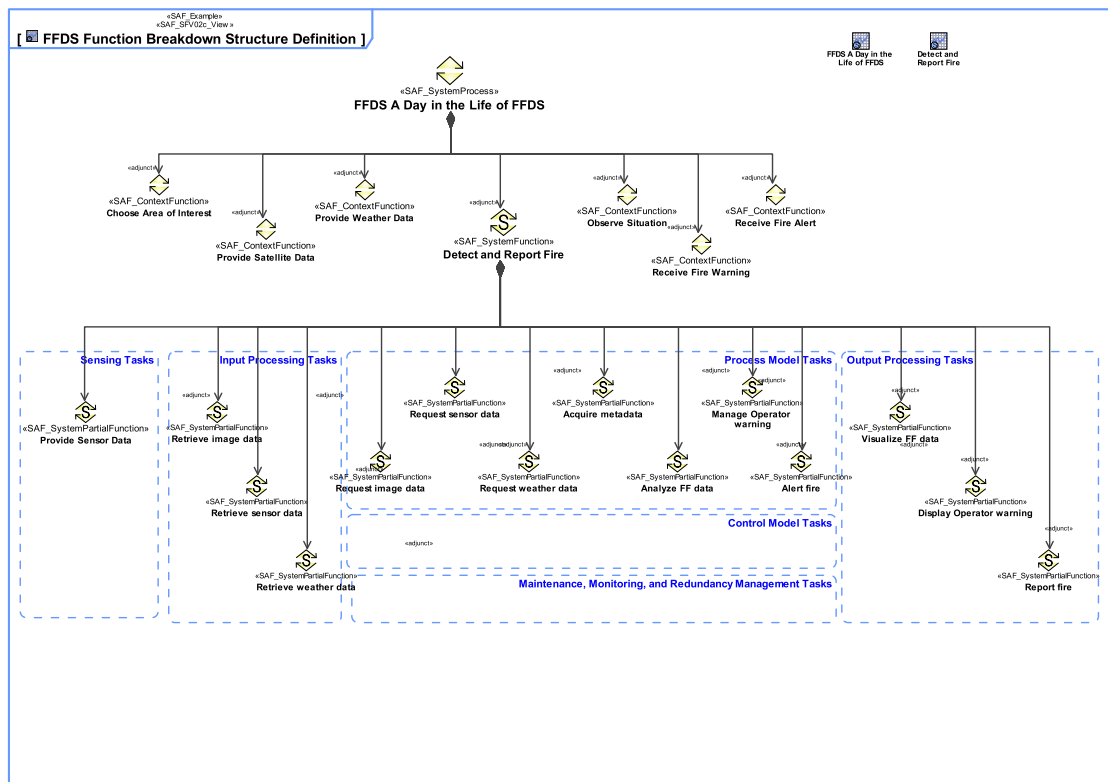 «SAF_Example»
«SAF_SFV02c_View »
[ FFDS Function Breakdown Structure Definition ]
FFDS A Day in the
Life of FFDS
Detect and
Report Fire
«SAF_SystemProcess»
FFDS A Day in the Life of FFDS
«adjunct»
«SAF_ContextFunction»
Choose Area of Interest
«adjunct»
«SAF_ContextFunction»
Provide Satellite Data
«adjunct»
«SAF_ContextFunction»
Provide Weather Data
«adjunct»
S
«SAF_SystemFunction»
Detect and Report Fire
«adjunct»
«SAF_ContextFunction»
Observe Situation
«adjunct»
«SAF_ContextFunction»
Receive Fire Warning
«adjunct»
«SAF_ContextFunction»
Receive Fire Alert
Sensing Tasks
S
«SAF_SystemPartialFunction»
Provide Sensor Data
Input Processing Tasks
«adjunct»
«adjunct»
S
«SAF_SystemPartialFunction»
Retrieve image data
S
«SAF_SystemPartialFunction»
Retrieve sensor data
S
«SAF_SystemPartialFunction»
Retrieve weather data
Process Model Tasks
«adjunct»
«adjunct»
«adjunct»
S
«SAF_SystemPartialFunction»
Request sensor data
S
«SAF_SystemPartialFunction»
Acquire metadata
S
«SAF_SystemPartialFunction»
Manage Operator
warning
«adjunct»
«adjunct»
«adjunct»
«adjunct»
S
«SAF_SystemPartialFunction»
Request image data
S
«SAF_SystemPartialFunction»
Request weather data
S
«SAF_SystemPartialFunction»
Analyze FF data
S
«SAF_SystemPartialFunction»
Alert fire
Control Model Tasks
«adjunct»
Maintenance, Monitoring, and Redundancy Management Tasks
Output Processing Tasks
«adjunct»
S
«SAF_SystemPartialFunction»
Visualize FF data
«adjunct»
«adjunct»
S
«SAF_SystemPartialFunction»
Display Operator warning
«adjunct»
S
«SAF_SystemPartialFunction»
Report fire